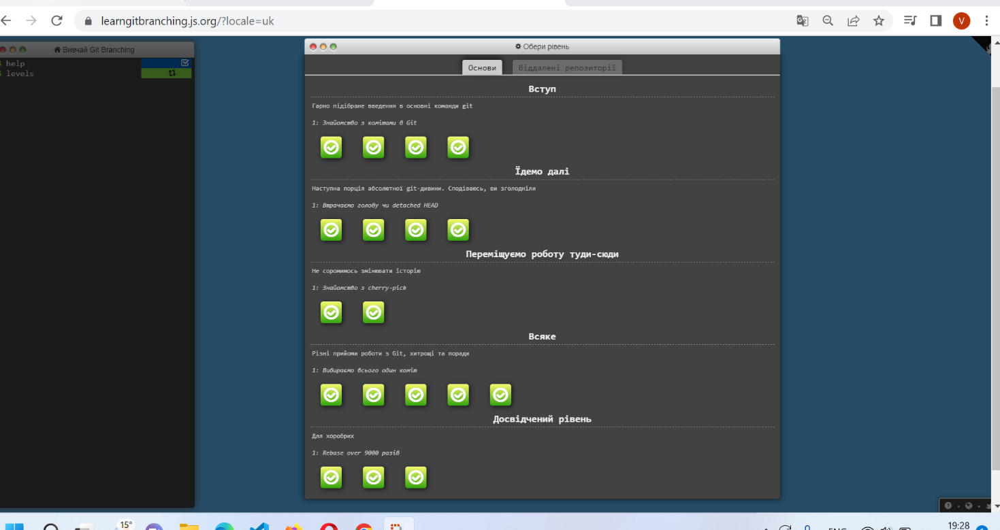 learngitbranching.js.org/?locale=uk
V
Вивчай Git Branching
$ help
$ levels
Обери рівень
Основи
Віддалені репозиторії
Вступ
Гарно підібране введення в основні команди git
1: Знайомство з комітами в Git
Їдемо далі
Наступна порція абсолютної git-дивини. Сподіваюсь, ви зголодніли
1: Втрачаємо голову чи detached HEAD
Переміщуємо роботу туди-сюди
Не соромимось змінювати історію
1: Знайомство з cherry-pick
Всяке
Різні прийоми роботи з Git, хитрощі та поради
1: Вибираємо всього один коміт
Досвідчений рівень
Для хоробрих
1: Rebase over 9000 разів
15°
ENG
19:28